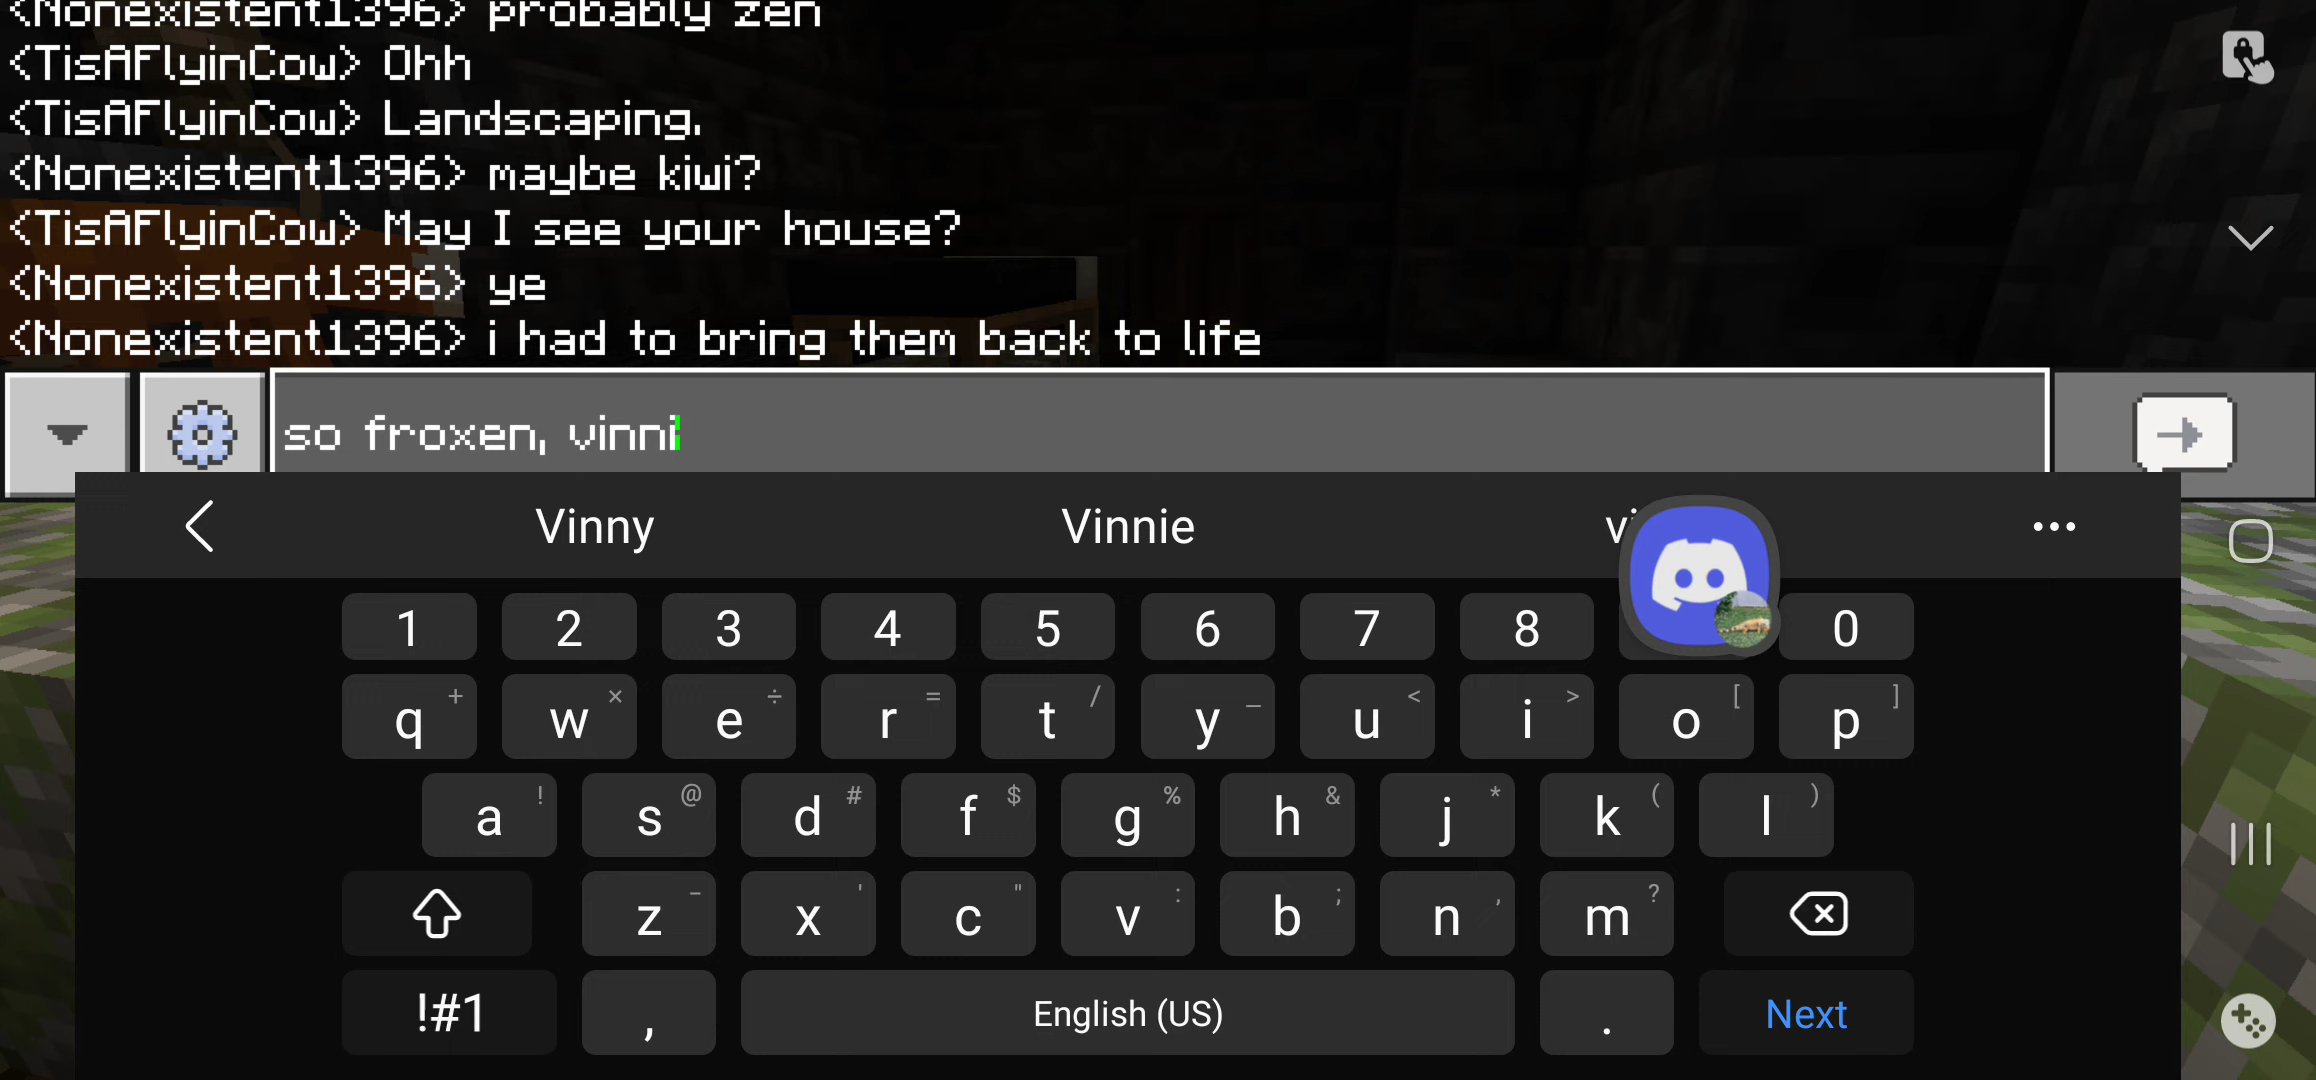 <Nonexistent1396> probably zen
<TisAFlyinCow> Ohh
<TisAFlyinCow> Landscaping.
<Nonexistent1396> maybe kiwi?
<TisAFlyinCow> May I see your house?
<Nonexistent1396> ye
<Nonexistent1396> i had to bring them back to life
so froxen, vinni
Vinny Vinnie
1 2 3 4 5 6 7 8 0
q + w × e ÷ r = t / y _ u < i > o [ p ]
a ! s @ d # f $ g % h & j * k ( l )
z - x ' c " v : b ; n , m ?
!#1 , English (US) . Next